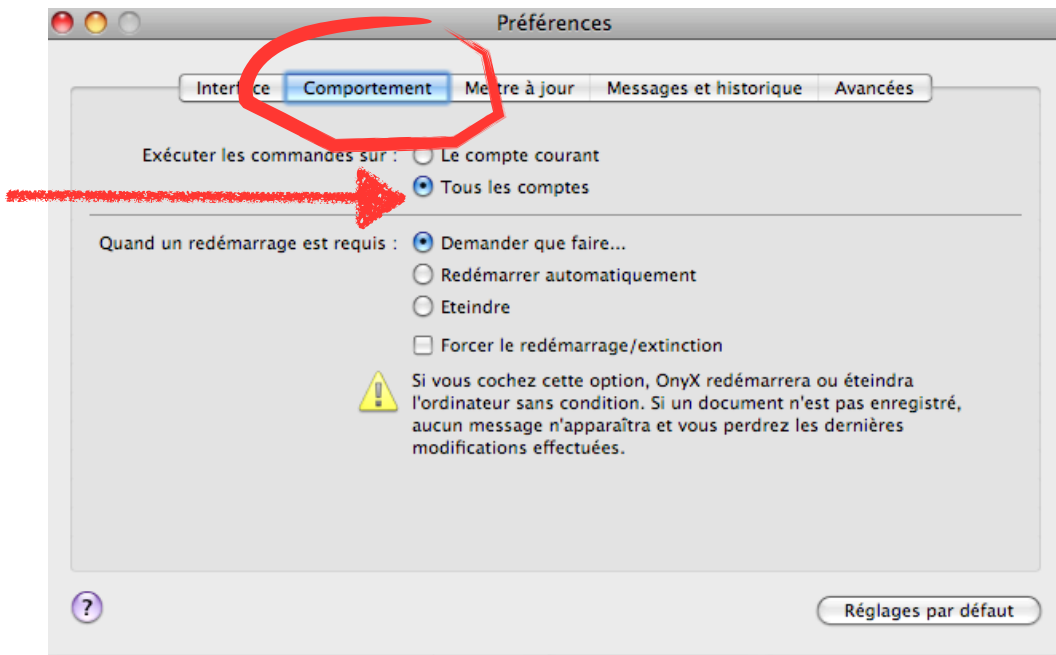 Préférences
Interface Comportement Mettre à jour Messages et historique Avancées
Exécuter les commandes sur : Le compte courant
Tous les comptes
Quand un redémarrage est requis : Demander que faire...
Redémarrer automatiquement
Eteindre
Forcer le redémarrage/extinction
Si vous cochez cette option, OnyX redémarrera ou éteindra
l'ordinateur sans condition. Si un document n'est pas enregistré,
aucun message n'apparaîtra et vous perdrez les dernières
modifications effectuées.
?
Réglages par défaut